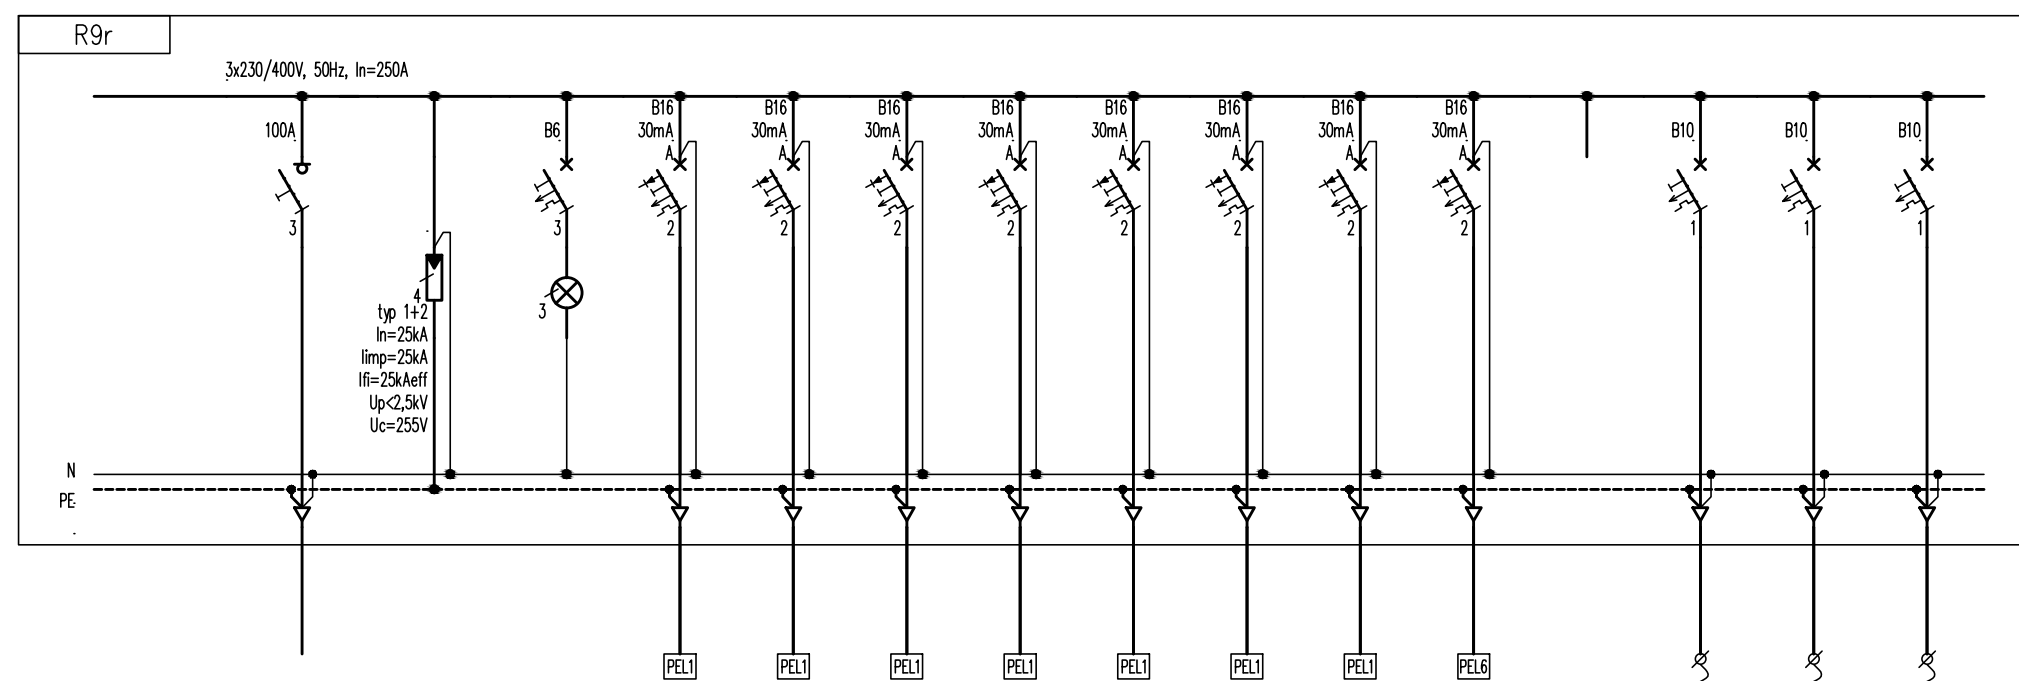 R9r
3x230/400V, 50Hz, In=250A
100A
3
4
typ 1+2
In=25kA
Iimp=25kA
Ifi=25kAeff
Up<2,5kV
Uc=255V
B6
3
3
B16
30mA
A
2
B16
30mA
A
2
B16
30mA
A
2
B16
30mA
A
2
B16
30mA
A
2
B16
30mA
A
2
B16
30mA
A
2
B16
30mA
A
2
B10
1
B10
1
B10
1
N
PE
PEL1
PEL1
PEL1
PEL1
PEL1
PEL1
PEL1
PEL6